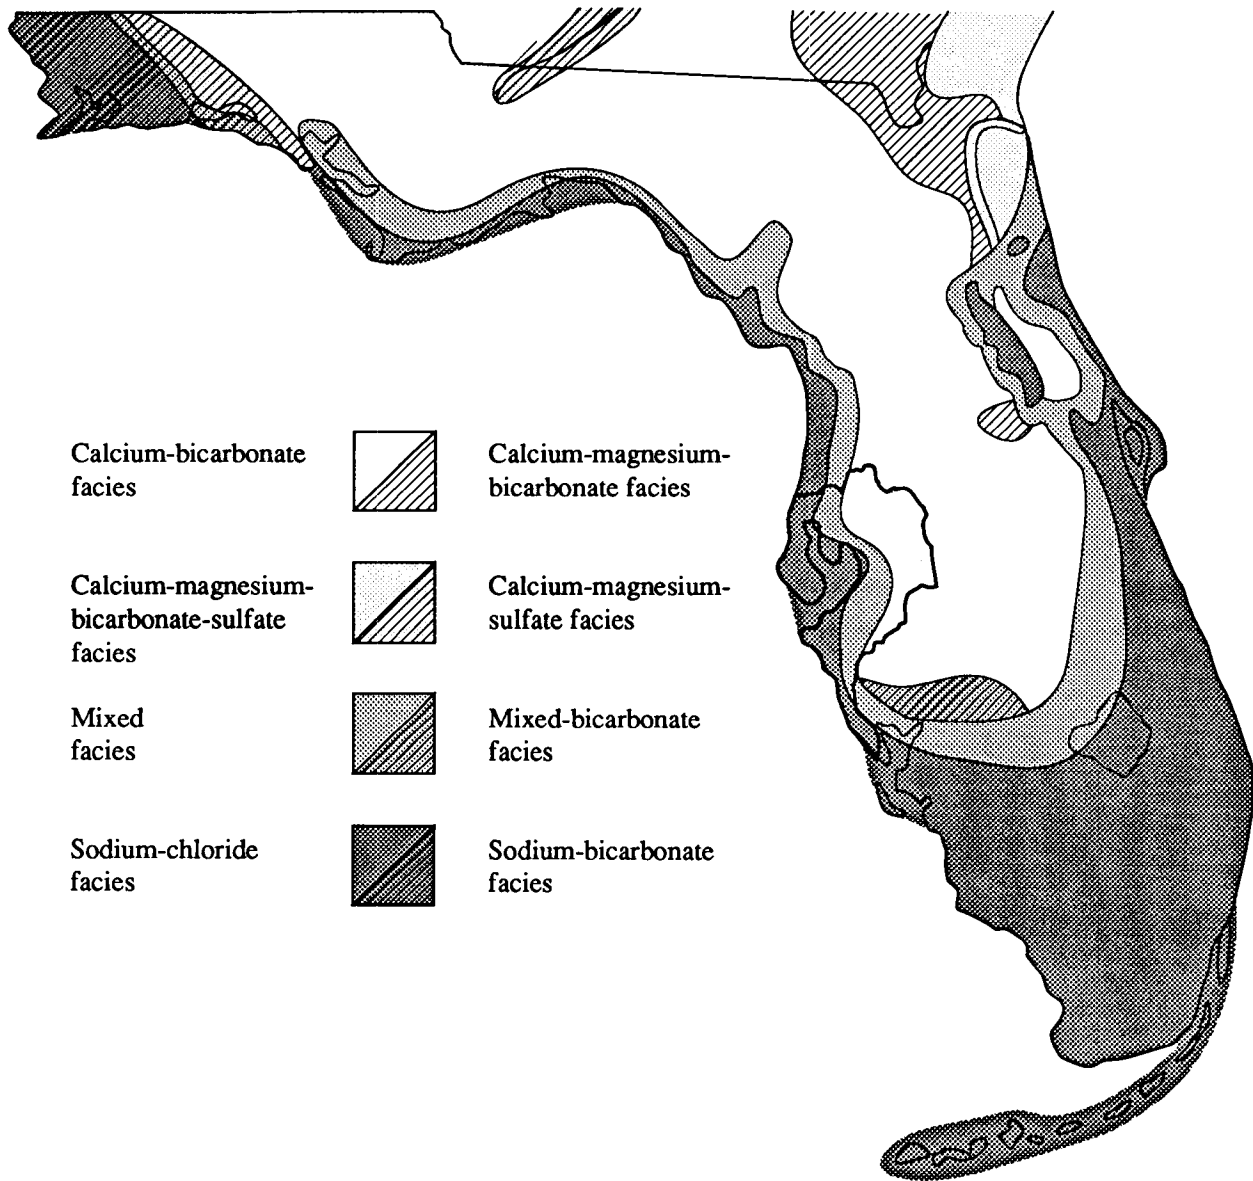 Calcium-bicarbonate
facies
Calcium-magnesium-
bicarbonate facies
Calcium-magnesium-
bicarbonate-sulfate
facies
Calcium-magnesium-
sulfate facies
Mixed
facies
Mixed-bicarbonate
facies
Sodium-chloride
facies
Sodium-bicarbonate
facies